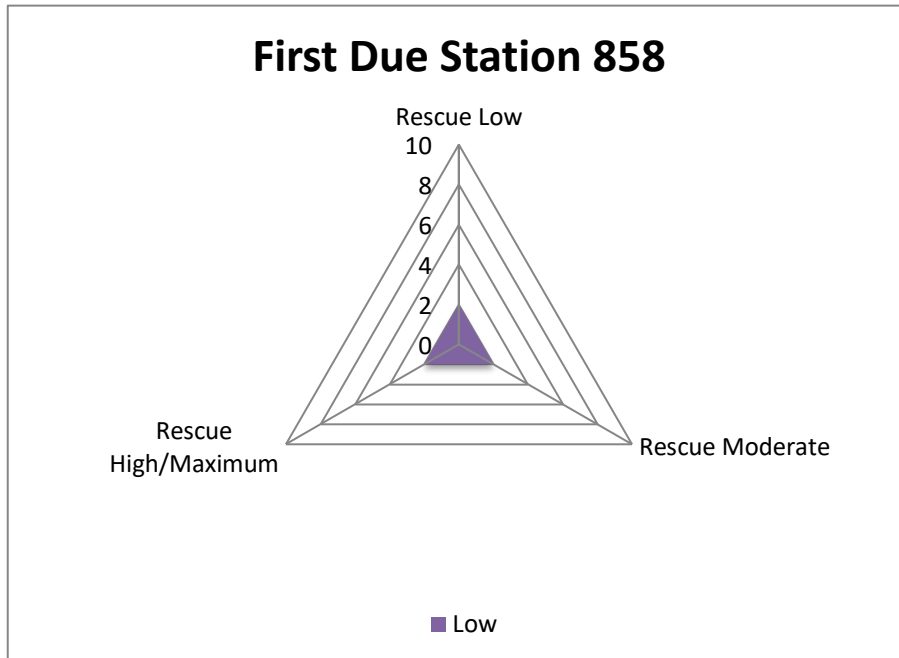 First Due Station 858
Rescue Low
10
8
6
4
2
0
Rescue
High/Maximum
Rescue Moderate
Low